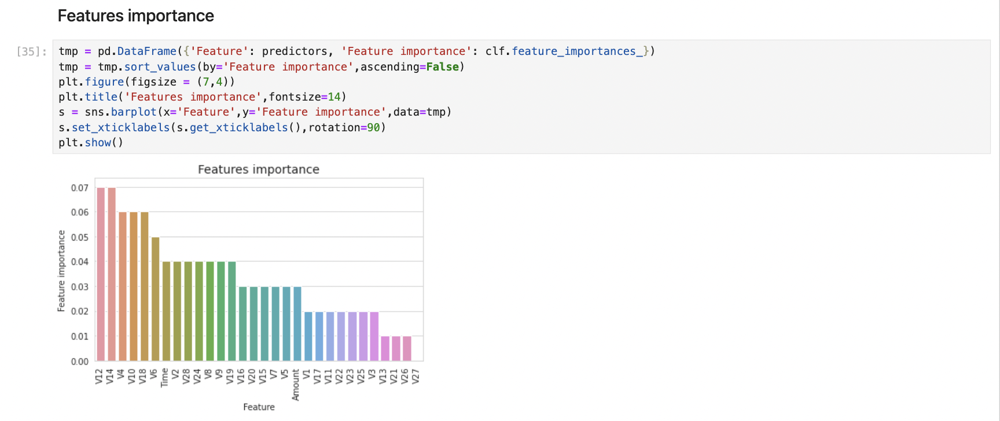 Features importance
[35]:
tmp = pd.DataFrame({'Feature': predictors, 'Feature importance': clf.feature_importances_})
tmp = tmp.sort_values(by='Feature importance',ascending=False)
plt.figure(figsize = (7,4))
plt.title('Features importance',fontsize=14)
s = sns.barplot(x='Feature',y='Feature importance',data=tmp)
s.set_xticklabels(s.get_xticklabels(),rotation=90)
plt.show()
Features importance
0.07
0.06
0.05
0.04
0.03
0.02
0.01
0.00
Feature importance
V12
V14
V4
V10
V18
V6
Time
V2
V28
V24
V8
V9
V19
V16
V20
V15
V7
V5
Amount
V1
V17
V11
V22
V23
V25
V3
V13
V21
V26
V27
Feature